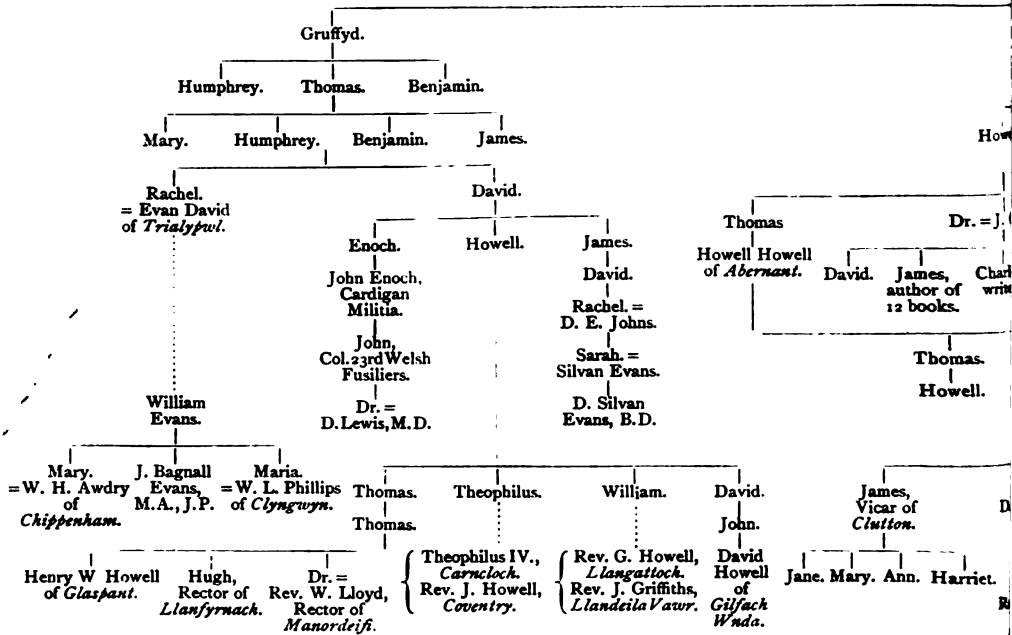 Gruffyd.
Humphrey. Thomas. Benjamin.
Mary. Humphrey. Benjamin. James.
Rachel.
= Evan David
of Trialypwl.
David.
Enoch. Howell. James.
John Enoch,
Cardigan
Militia.
John,
Col. 23rd Welsh
Fusiliers.
Dr. =
D. Lewis, M.D.
David.
Rachel. =
D. E. Johns.
Sarah. =
Silvan Evans.
D. Silvan
Evans, B.D.
Thomas
Howell Howell
of Abernant.
Dr. = J.
David.
James,
author of
12 books.
Thomas.
Howell.
William
Evans.
Mary.
= W. H. Awdry
of
Chippenham.
J. Bagnall
Evans,
M.A., J.P.
Maria.
= W. L. Phillips
of Clyngwyn.
Thomas. Theophilus. William. David.
Thomas.
John.
Henry W Howell
of Glaspant.
Hugh,
Rector of
Llanfyrnach.
Dr. =
Rev. W. Lloyd,
Rector of
Manordeifi.
Theophilus IV.,
Carncloch.
Rev. J. Howell,
Coventry.
Rev. G. Howell,
Llangattock.
Rev. J. Griffiths,
Llandeila Vawr.
David
Howell
of
Gilfach
Wnda.
James,
Vicar of
Clutton.
Jane. Mary. Ann. Harriet.